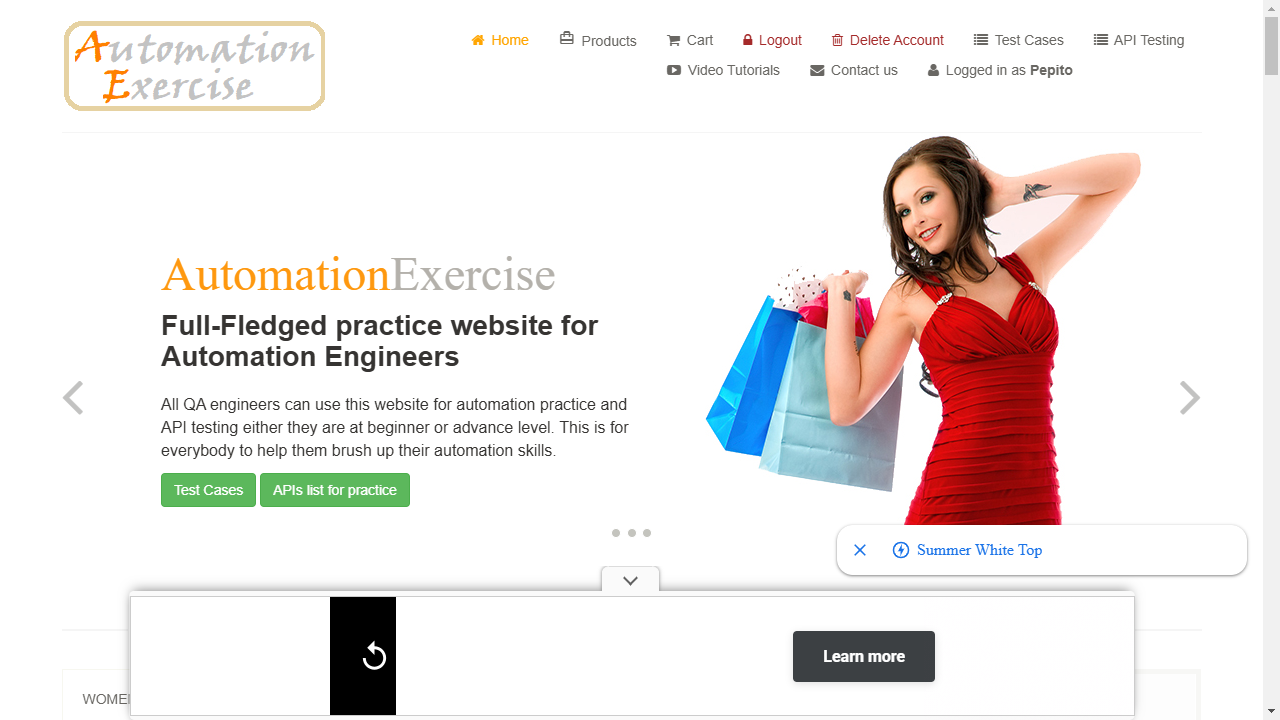 Automation
Exercise
Home
Products
Cart
Logout
Delete Account
Test Cases
API Testing
Video Tutorials
Contact us
Logged in as Pepito
AutomationExercise
Full-Fledged practice website for
Automation Engineers
All QA engineers can use this website for automation practice and
API testing either they are at beginner or advance level. This is for
everybody to help them brush up their automation skills.
Test Cases
APIs list for practice
Summer White Top
Learn more